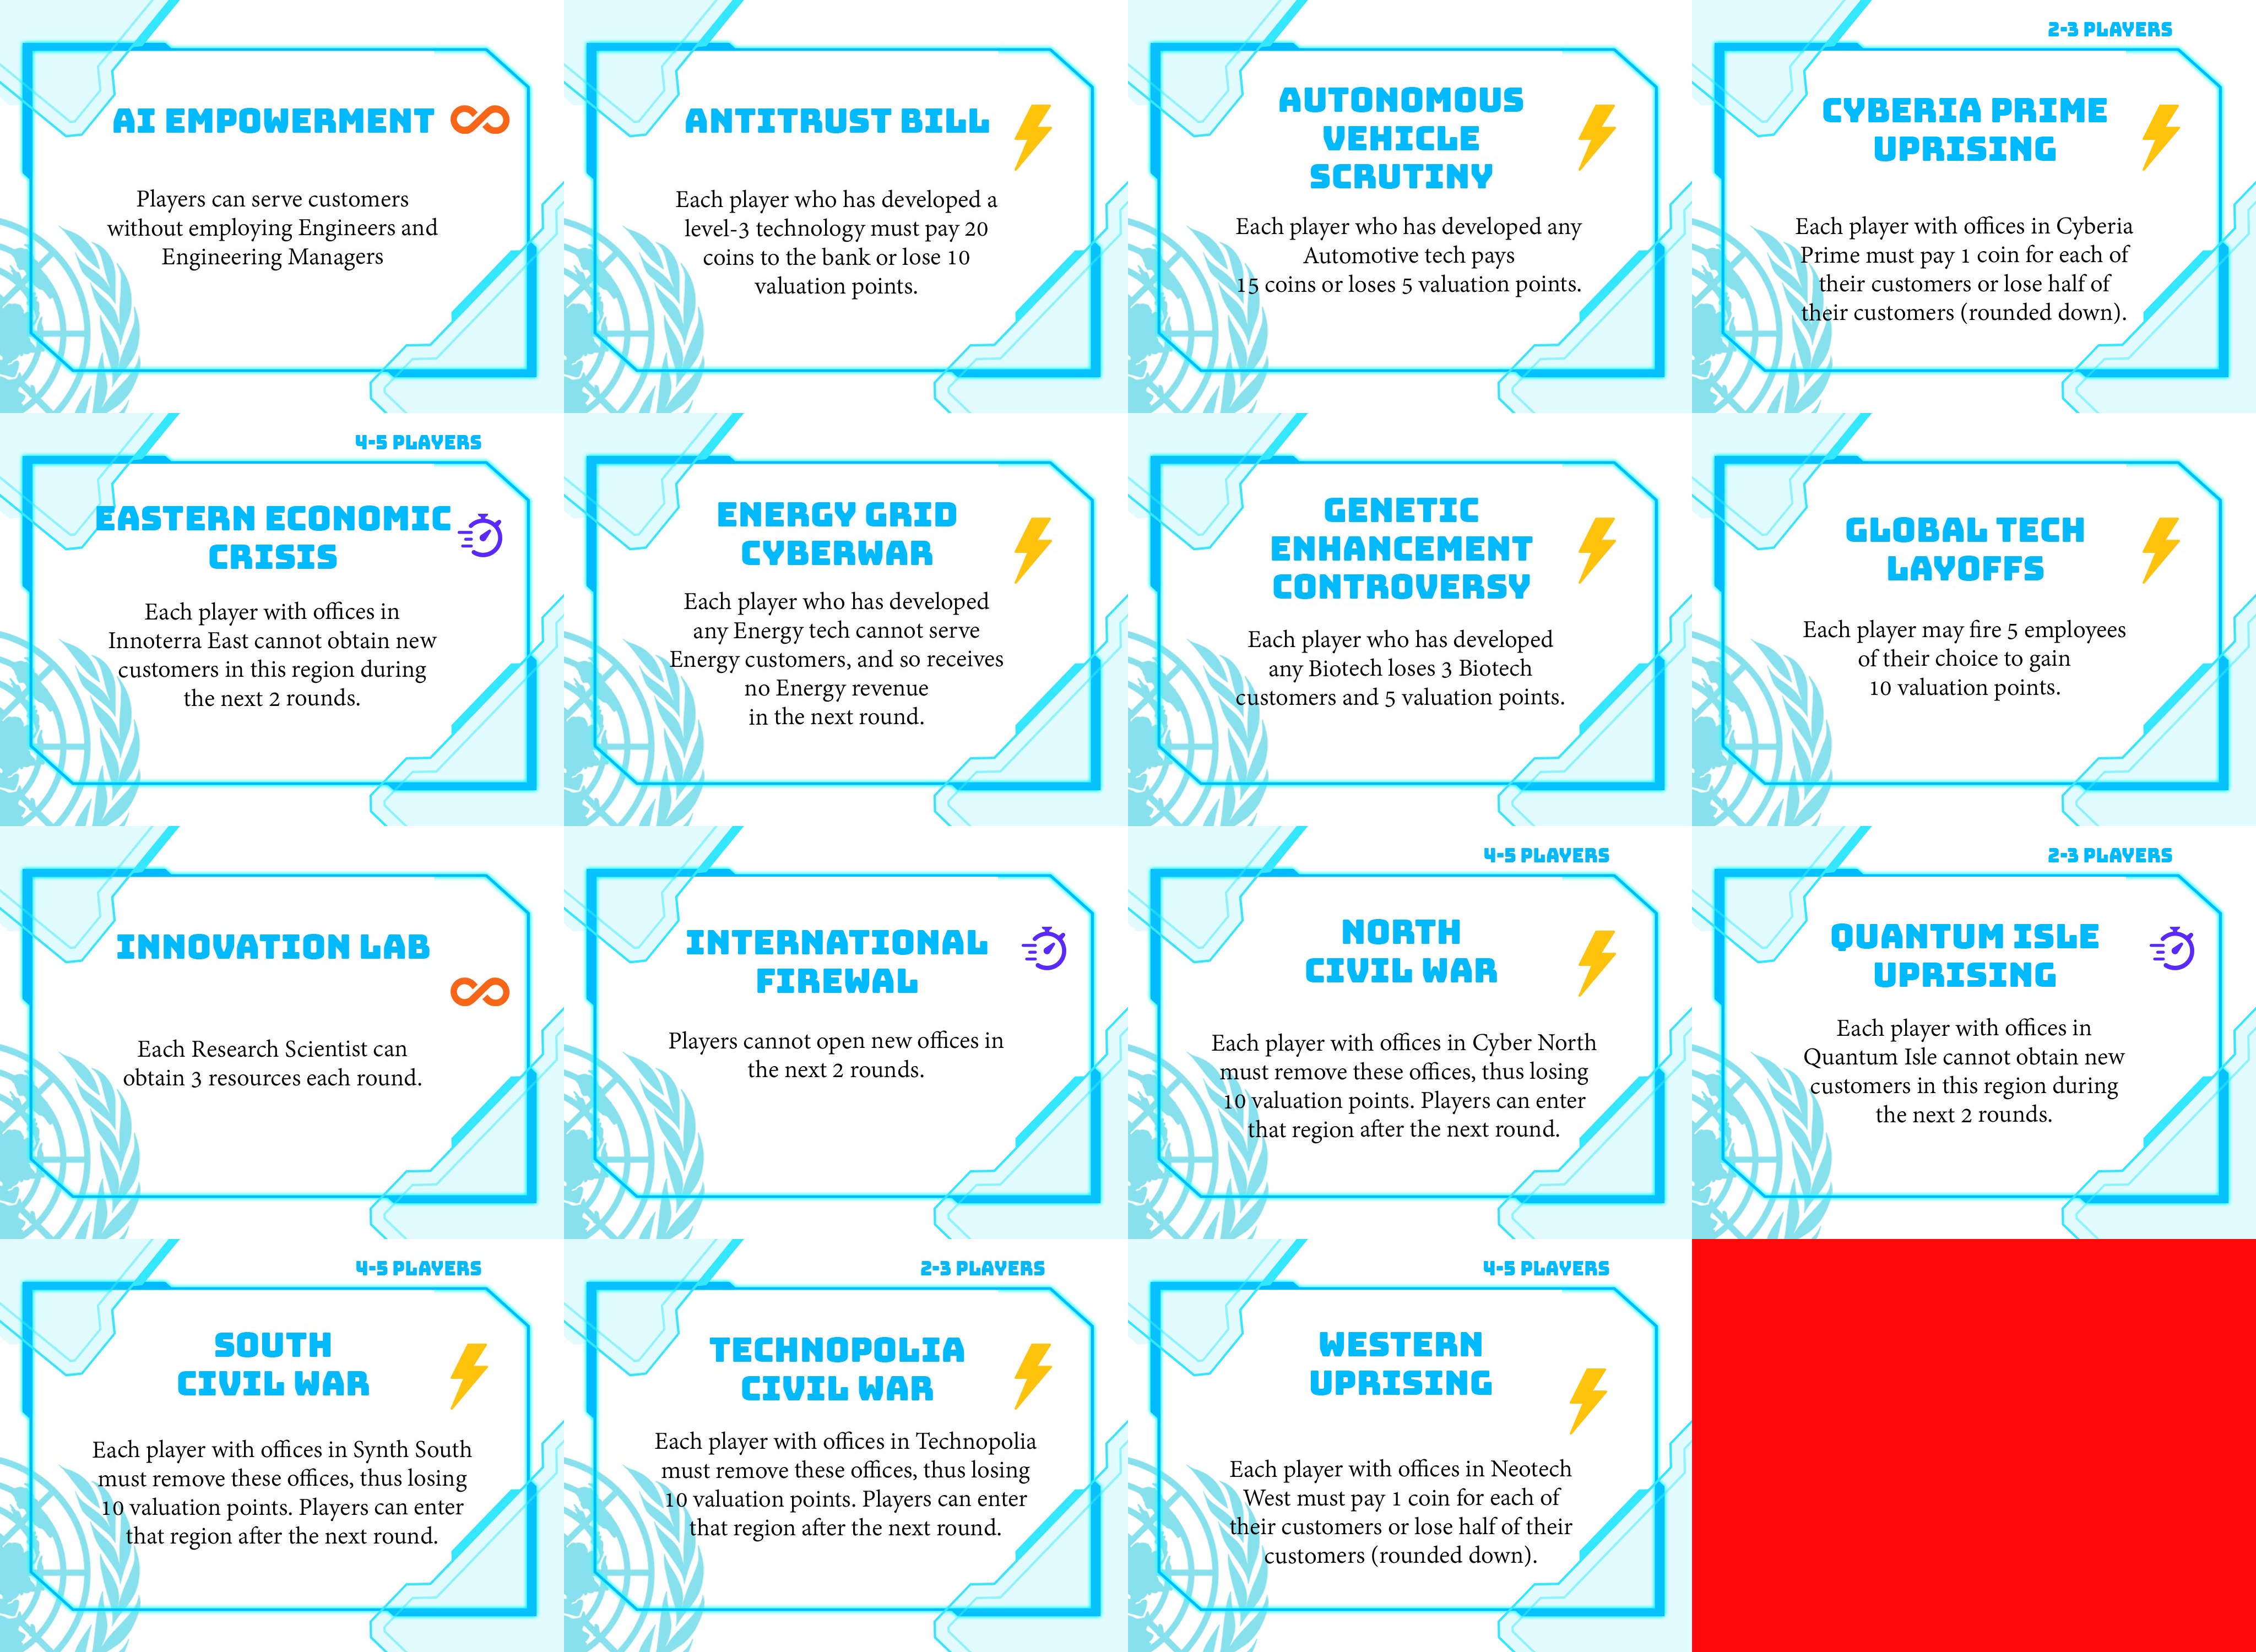 AI EMPOWERMENT
Players can serve customers
without employing Engineers and
Engineering Managers
ANTITRUST BILL
Each player who has developed a
level-3 technology must pay 20
coins to the bank or lose 10
valuation points.
AUTONOMOUS
VEHICLE
SCRUTINY
Each player who has developed any
Automotive tech pays
15 coins or loses 5 valuation points.
2-3 PLAYERS
CYBERIA PRIME
UPRISING
Each player with offices in Cyberia
Prime must pay 1 coin for each of
their customers or lose half of
their customers (rounded down).
4-5 PLAYERS
EASTERN ECONOMIC
CRISIS
Each player with offices in
Innoterra East cannot obtain new
customers in this region during
the next 2 rounds.
ENERGY GRID
CYBERWAR
Each player who has developed
any Energy tech cannot serve
Energy customers, and so receives
no Energy revenue
in the next round.
GENETIC
ENHANCEMENT
CONTROVERSY
Each player who has developed
any Biotech loses 3 Biotech
customers and 5 valuation points.
GLOBAL TECH
LAYOFFS
Each player may fire 5 employees
of their choice to gain
10 valuation points.
INNOVATION LAB
Each Research Scientist can
obtain 3 resources each round.
INTERNATIONAL
FIREWAL
Players cannot open new offices in
the next 2 rounds.
4-5 PLAYERS
NORTH
CIVIL WAR
Each player with offices in Cyber North
must remove these offices, thus losing
10 valuation points. Players can enter
that region after the next round.
2-3 PLAYERS
QUANTUM ISLE
UPRISING
Each player with offices in
Quantum Isle cannot obtain new
customers in this region during
the next 2 rounds.
4-5 PLAYERS
SOUTH
CIVIL WAR
Each player with offices in Synth South
must remove these offices, thus losing
10 valuation points. Players can enter
that region after the next round.
2-3 PLAYERS
TECHNOPOLIA
CIVIL WAR
Each player with offices in Technopolia
must remove these offices, thus losing
10 valuation points. Players can enter
that region after the next round.
4-5 PLAYERS
WESTERN
UPRISING
Each player with offices in Neotech
West must pay 1 coin for each of
their customers or lose half of their
customers (rounded down).